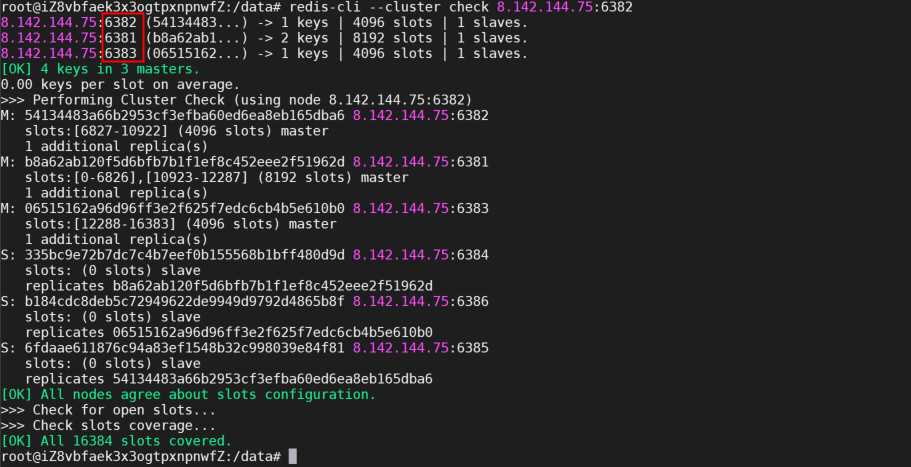 root@iZ8vbfaek3x3ogtpxnpnwfZ:/data# redis-cli --cluster check 8.142.144.75:6382
8.142.144.75:6382 (54134483...) -> 1 keys | 4096 slots | 1 slaves.
8.142.144.75:6381 (b8a62ab1...) -> 2 keys | 8192 slots | 1 slaves.
8.142.144.75:6383 (06515162...) -> 1 keys | 4096 slots | 1 slaves.
[OK] 4 keys in 3 masters.
0.00 keys per slot on average.
>>> Performing Cluster Check (using node 8.142.144.75:6382)
M: 54134483a66b2953cf3efba60ed6ea8eb165dba6 8.142.144.75:6382
   slots:[6827-10922] (4096 slots) master
   1 additional replica(s)
M: b8a62ab120f5d6bfb7b1f1ef8c452eee2f51962d 8.142.144.75:6381
   slots:[0-6826],[10923-12287] (8192 slots) master
   1 additional replica(s)
M: 06515162a96d96ff3e2f625f7edc6cb4b5e610b0 8.142.144.75:6383
   slots:[12288-16383] (4096 slots) master
   1 additional replica(s)
S: 335bc9e72b7dc7c4b7eef0b155568b1bff480d9d 8.142.144.75:6384
   slots: (0 slots) slave
   replicates b8a62ab120f5d6bfb7b1f1ef8c452eee2f51962d
S: b184cdc8deb5c72949622de9949d9792d4865b8f 8.142.144.75:6386
   slots: (0 slots) slave
   replicates 06515162a96d96ff3e2f625f7edc6cb4b5e610b0
S: 6fdaae611876c94a83ef1548b32c998039e84f81 8.142.144.75:6385
   slots: (0 slots) slave
   replicates 54134483a66b2953cf3efba60ed6ea8eb165dba6
[OK] All nodes agree about slots configuration.
>>> Check for open slots...
>>> Check slots coverage...
[OK] All 16384 slots covered.
root@iZ8vbfaek3x3ogtpxnpnwfZ:/data#